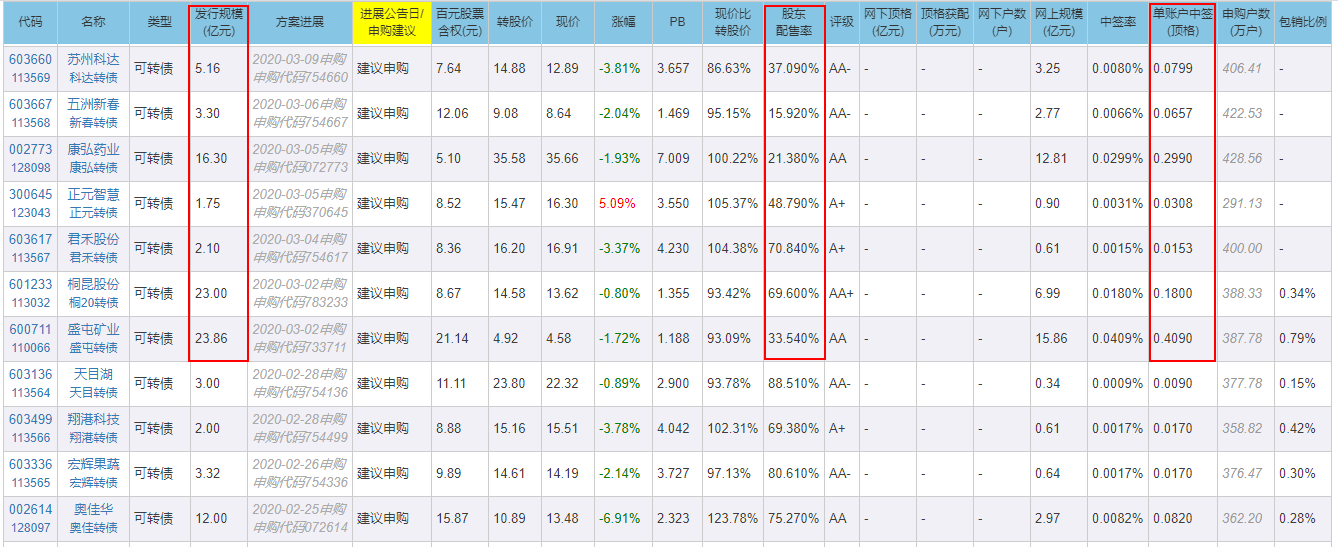 代码 名称 类型 发行规模(亿元) 方案进展 进展公告日/申购建议 百元股票含权(元) 转股价 现价 涨幅 PB 现价比转股价 股东配售率 评级 网下顶格(亿元) 顶格获配(万元) 网下户数(户) 网上规模(亿元) 中签率 单账户中签(顶格) 申购户数(万户) 包销比例
603660 苏州科达 2020-03-09申购
113569 科达转债 可转债 5.16 申购代码754660 建议申购 7.64 14.88 12.89 -3.81% 3.657 86.63% 37.090% AA- - - - 3.25 0.0080% 0.0799 406.41 -
603667 五洲新春 2020-03-06申购
113568 新春转债 可转债 3.30 申购代码754667 建议申购 12.06 9.08 8.64 -2.04% 1.469 95.15% 15.920% AA- - - - 2.77 0.0066% 0.0657 422.53 -
002773 康弘药业 2020-03-05申购
128098 康弘转债 可转债 16.30 申购代码072773 建议申购 5.10 35.58 35.66 -1.93% 7.009 100.22% 21.380% AA - - - 12.81 0.0299% 0.2990 428.56 -
300645 正元智慧 2020-03-05申购
123043 正元转债 可转债 1.75 申购代码370645 建议申购 8.52 15.47 16.30 5.09% 3.550 105.37% 48.790% A+ - - - 0.90 0.0031% 0.0308 291.13 -
603617 君禾股份 2020-03-04申购
113567 君禾转债 可转债 2.10 申购代码754617 建议申购 8.36 16.20 16.91 -3.37% 4.230 104.38% 70.840% A+ - - - 0.61 0.0015% 0.0153 400.00 -
601233 桐昆股份 2020-03-02申购
113032 桐20转债 可转债 23.00 申购代码783233 建议申购 8.67 14.58 13.62 -0.80% 1.355 93.42% 69.600% AA+ - - - 6.99 0.0180% 0.1800 388.33 0.34%
600711 盛屯矿业 2020-03-02申购
110066 盛屯转债 可转债 23.86 申购代码733711 建议申购 21.14 4.92 4.58 -1.72% 1.188 93.09% 33.540% AA - - - 15.86 0.0409% 0.4090 387.78 0.79%
603136 天目湖 2020-02-28申购
113564 天目转债 可转债 3.00 申购代码754136 建议申购 11.11 23.80 22.32 -0.89% 2.900 93.78% 88.510% AA- - - - 0.34 0.0009% 0.0090 377.78 0.15%
603499 翔港科技 2020-02-28申购
113566 翔港转债 可转债 2.00 申购代码754499 建议申购 8.88 15.16 15.51 -3.78% 4.042 102.31% 69.380% A+ - - - 0.61 0.0017% 0.0170 358.82 0.42%
603336 宏辉果蔬 2020-02-26申购
113565 宏辉转债 可转债 3.32 申购代码754336 建议申购 9.89 14.61 14.19 -2.14% 3.727 97.13% 80.610% AA- - - - 0.64 0.0017% 0.0170 376.47 0.30%
002614 奥佳华 2020-02-25申购
128097 奥佳转债 可转债 12.00 申购代码072614 建议申购 15.87 10.89 13.48 -6.91% 2.323 123.78% 75.270% AA - - - 2.97 0.0082% 0.0820 362.20 0.28%